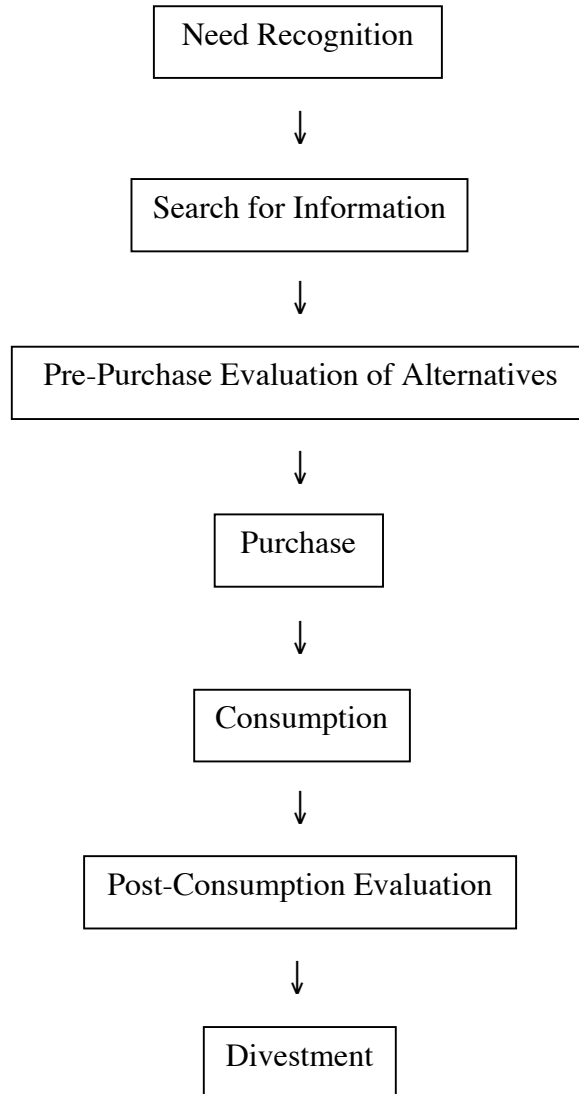 Need Recognition
↓
Search for Information
↓
Pre-Purchase Evaluation of Alternatives
↓
Purchase
↓
Consumption
↓
Post-Consumption Evaluation
↓
Divestment